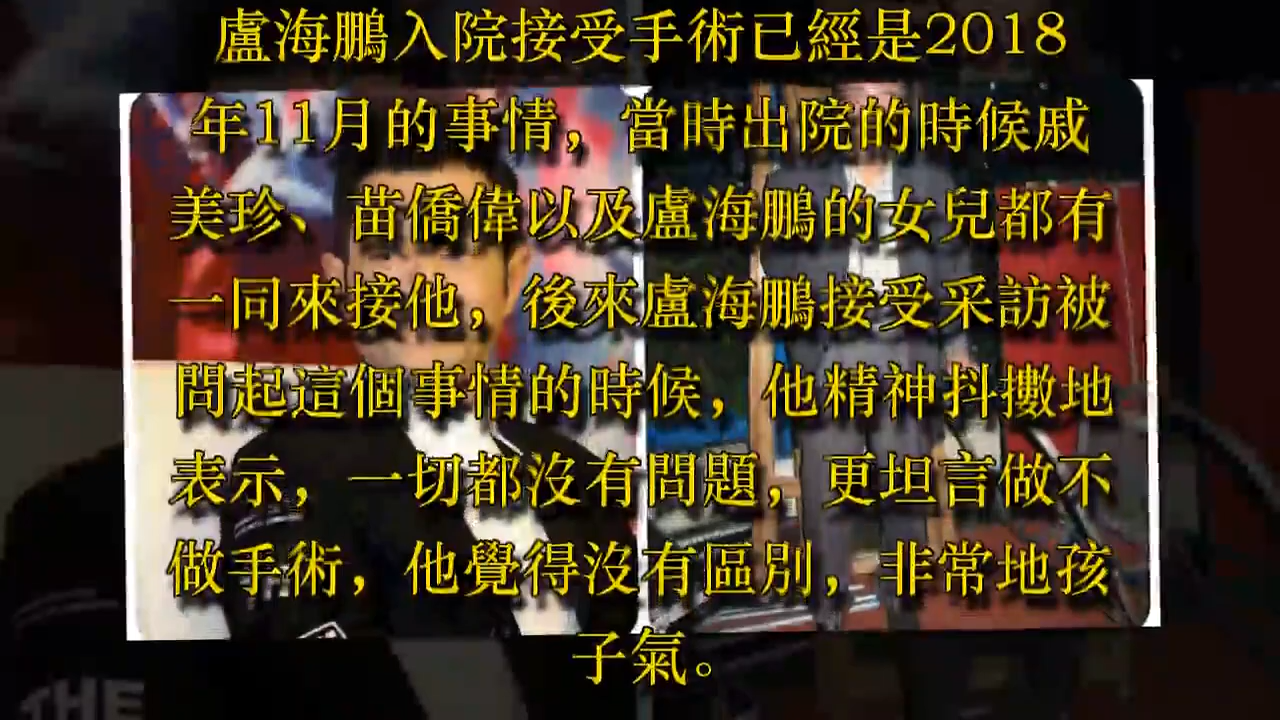 盧海鵬入院接受手術已經是2018
年11月的事情，當時出院的時候戚
美珍、苗僑偉以及盧海鵬的女兒都有
一同來接他，後來盧海鵬接受采訪被
問起這個事情的時候，他精神抖擻地
表示，一切都沒有問題，更坦言做不
做手術，他覺得沒有區別，非常地孩
子氣。
THE